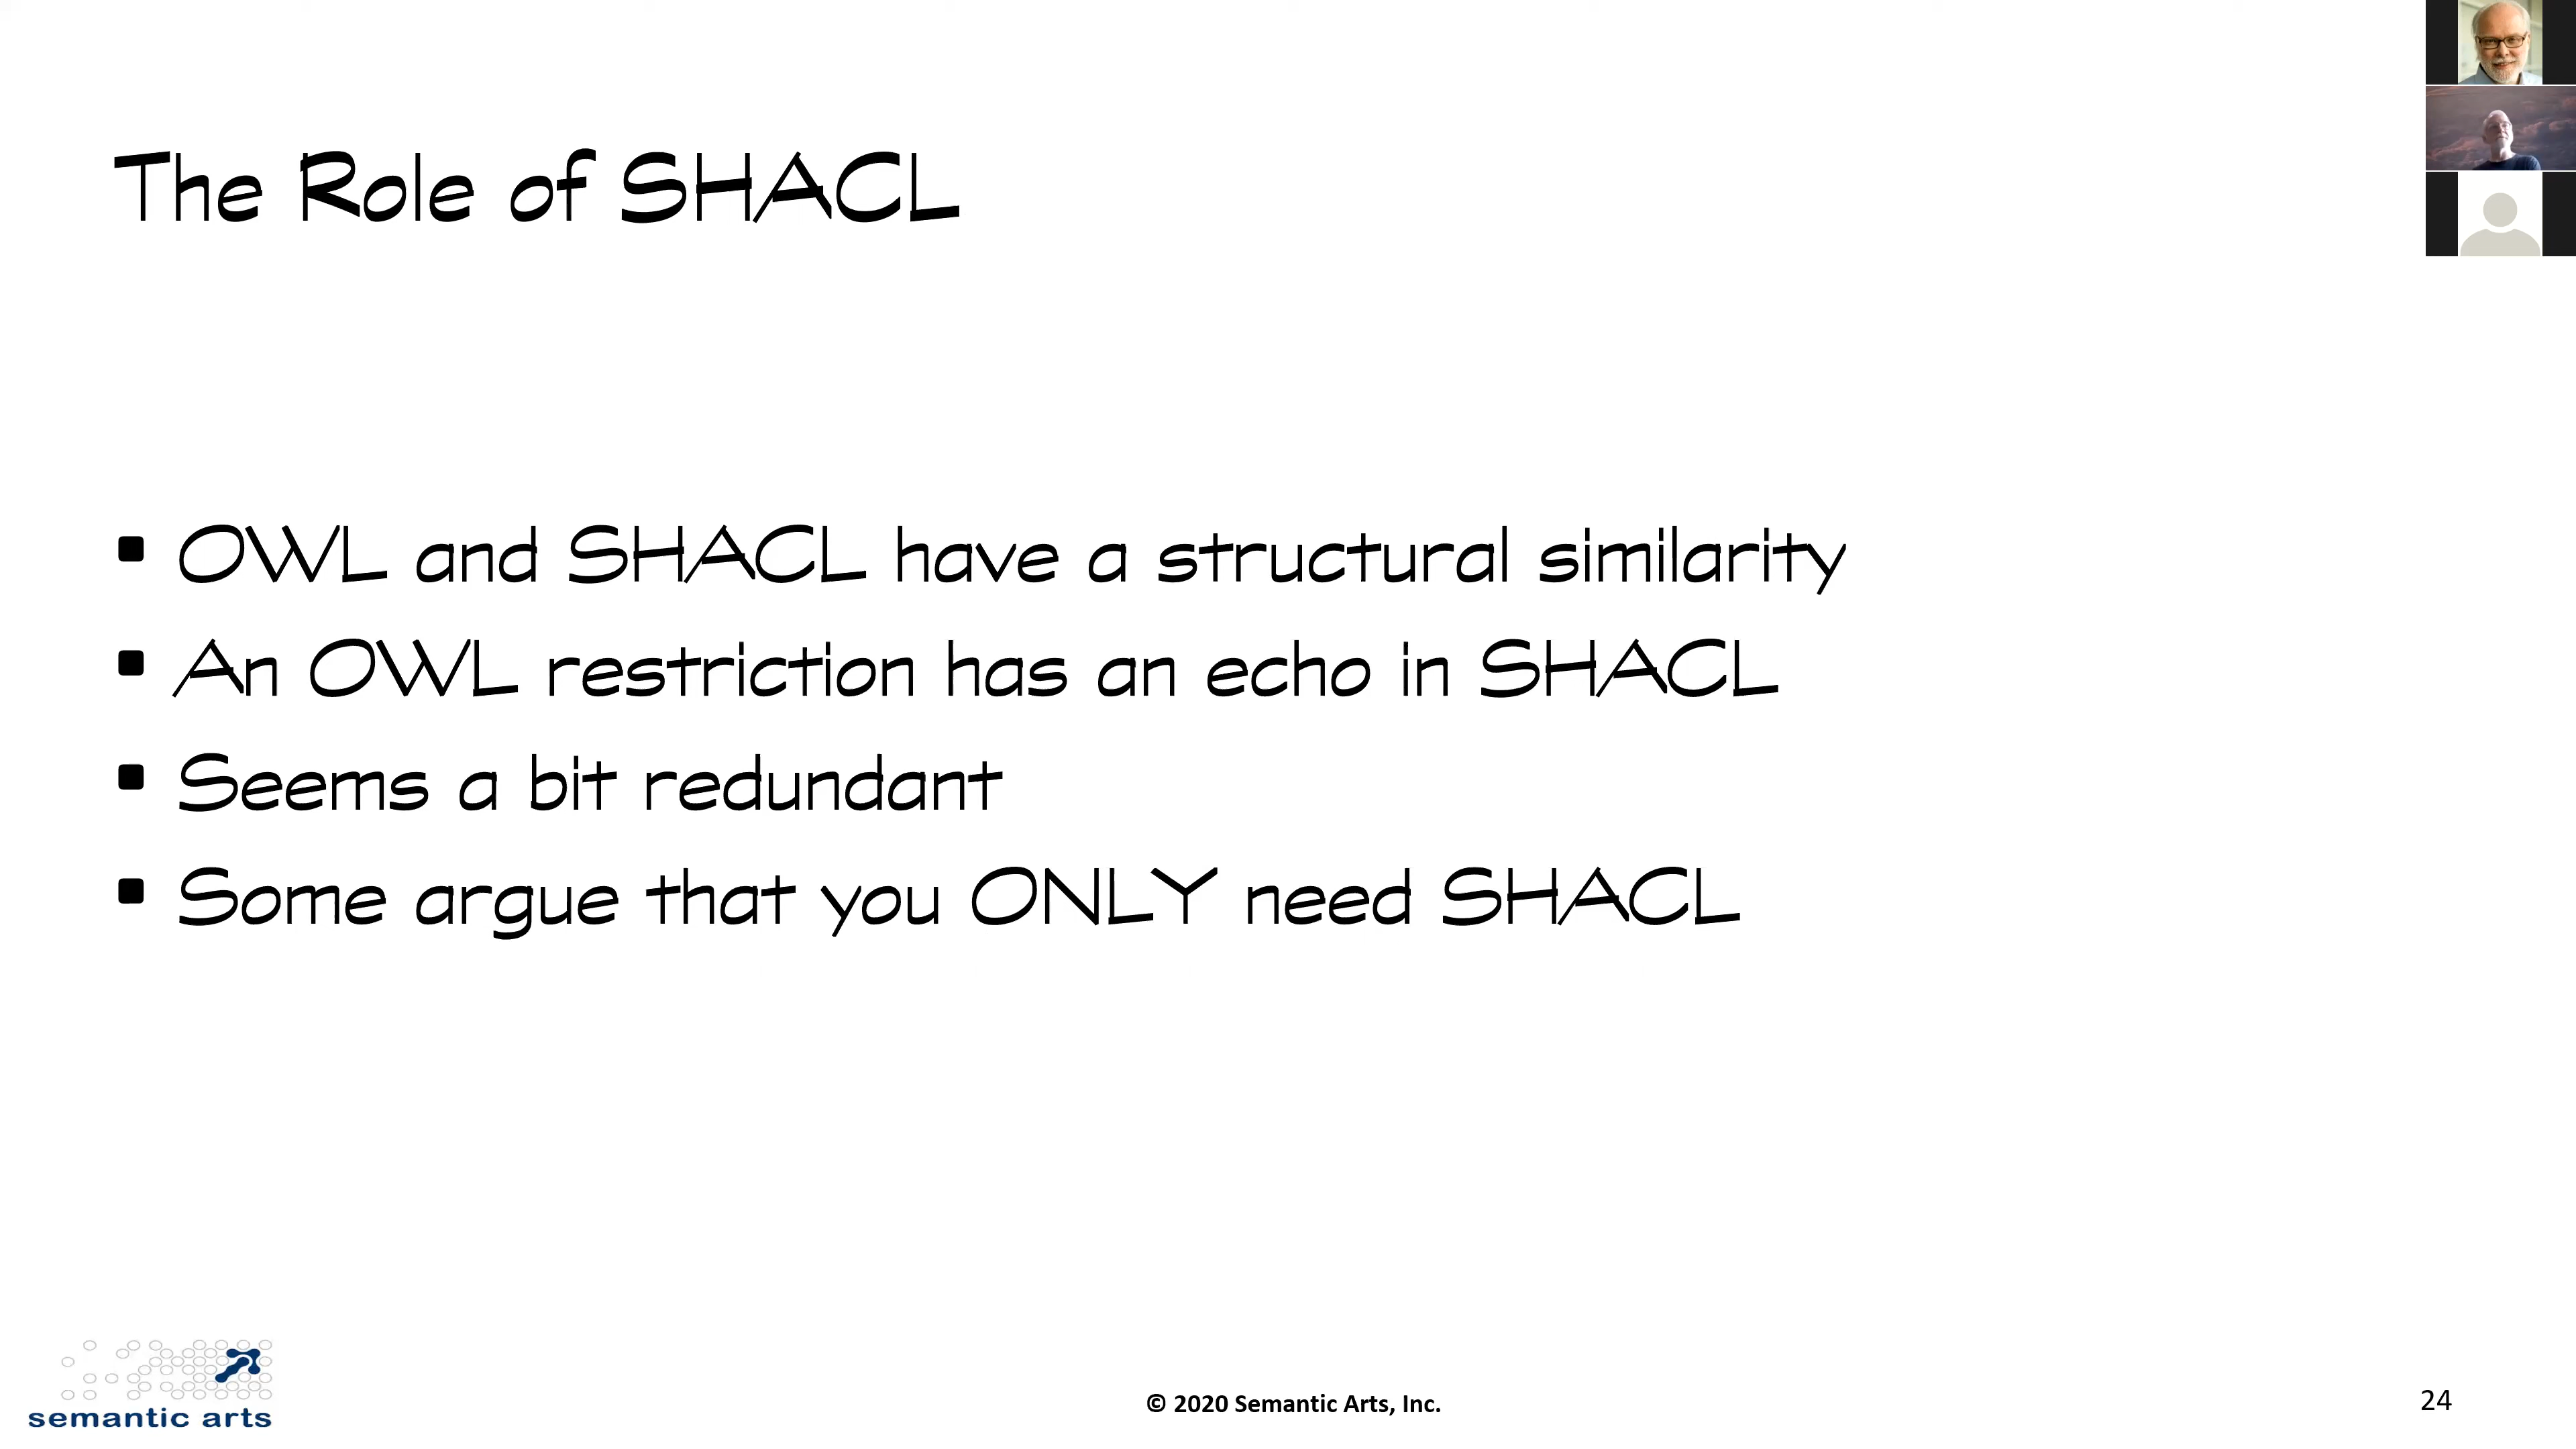 The Role of SHACL
▪ OWL and SHACL have a structural similarity
▪ An OWL restriction has an echo in SHACL
▪ Seems a bit redundant
▪ Some argue that you ONLY need SHACL
semantic arts
© 2020 Semantic Arts, Inc.
24